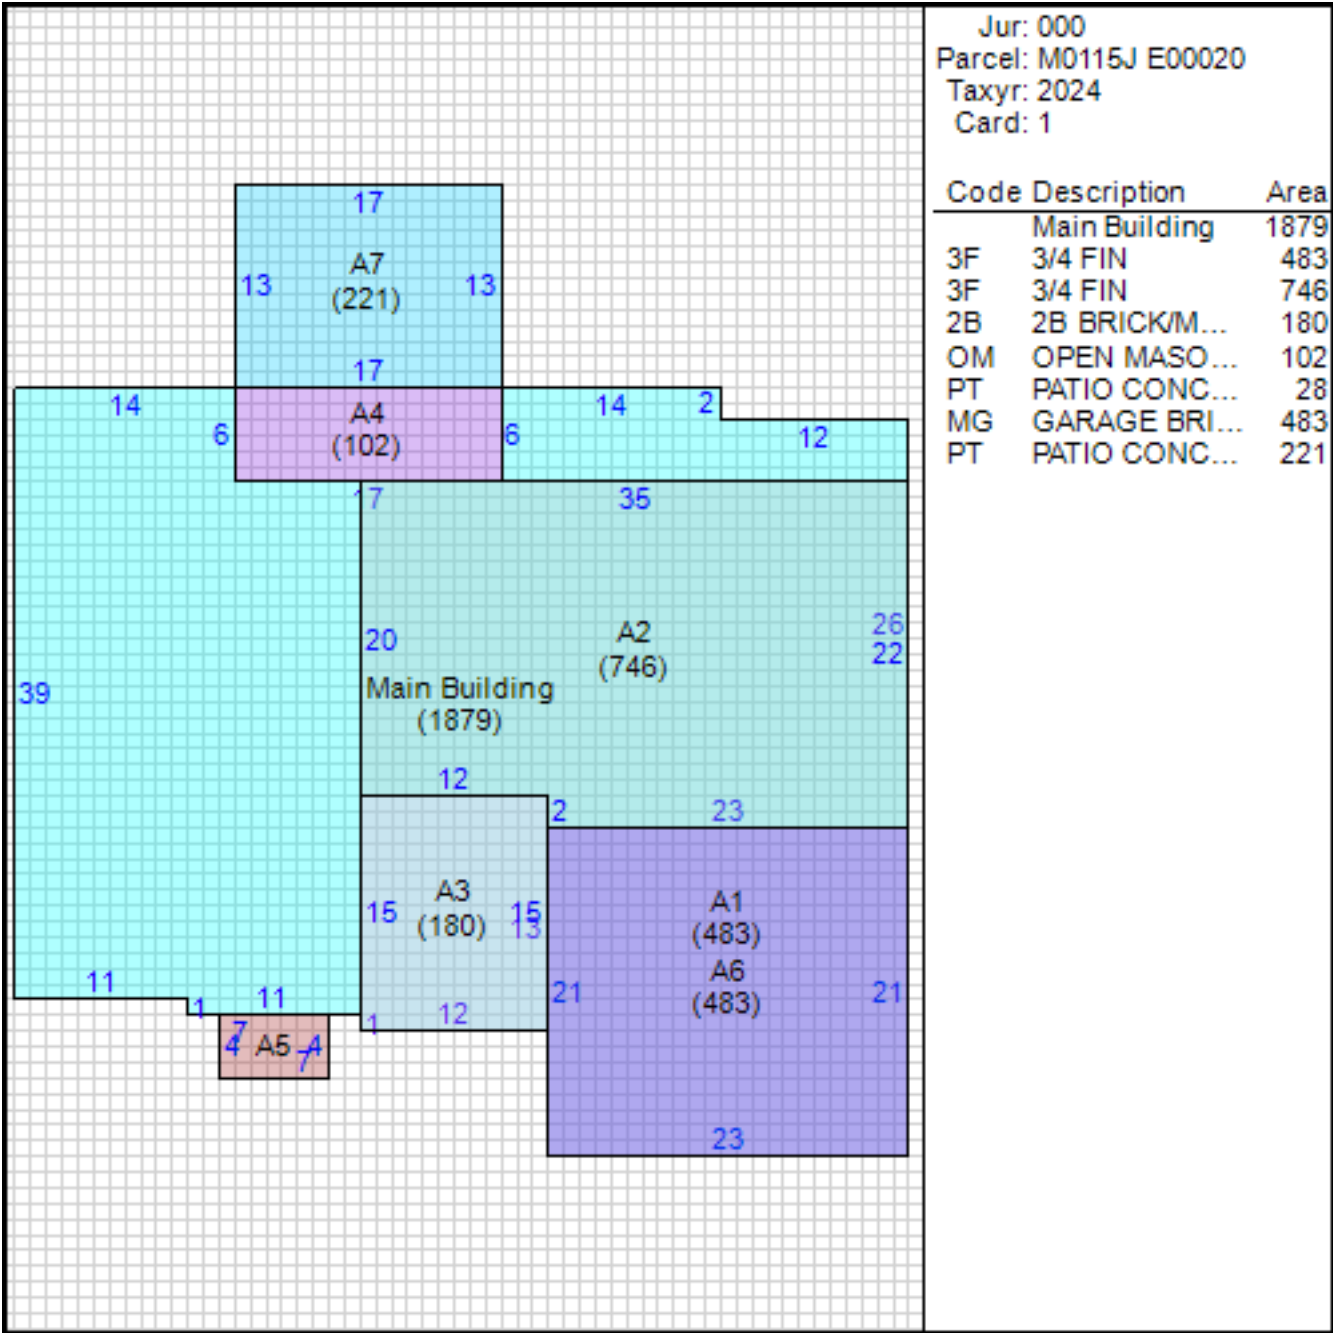 Jur: 000
Parcel: M0115J E00020
Taxyr: 2024
Card: 1
Code Description Area
Main Building 1879
3F 3/4 FIN 483
3F 3/4 FIN 746
2B 2B BRICK/M... 180
OM OPEN MASO... 102
PT PATIO CONC... 28
MG GARAGE BRI... 483
PT PATIO CONC... 221
17
A7
13 (221) 13
17
14 A4 14 2
6 (102) 6 12
17 35
20 A2 26
(746) 22
39
Main Building
(1879)
12
2 23
A3 A1
15 (180) 15
13
(483)
A6
21 (483) 21
11 11
1 1 12
7
4 A5 4
7
23